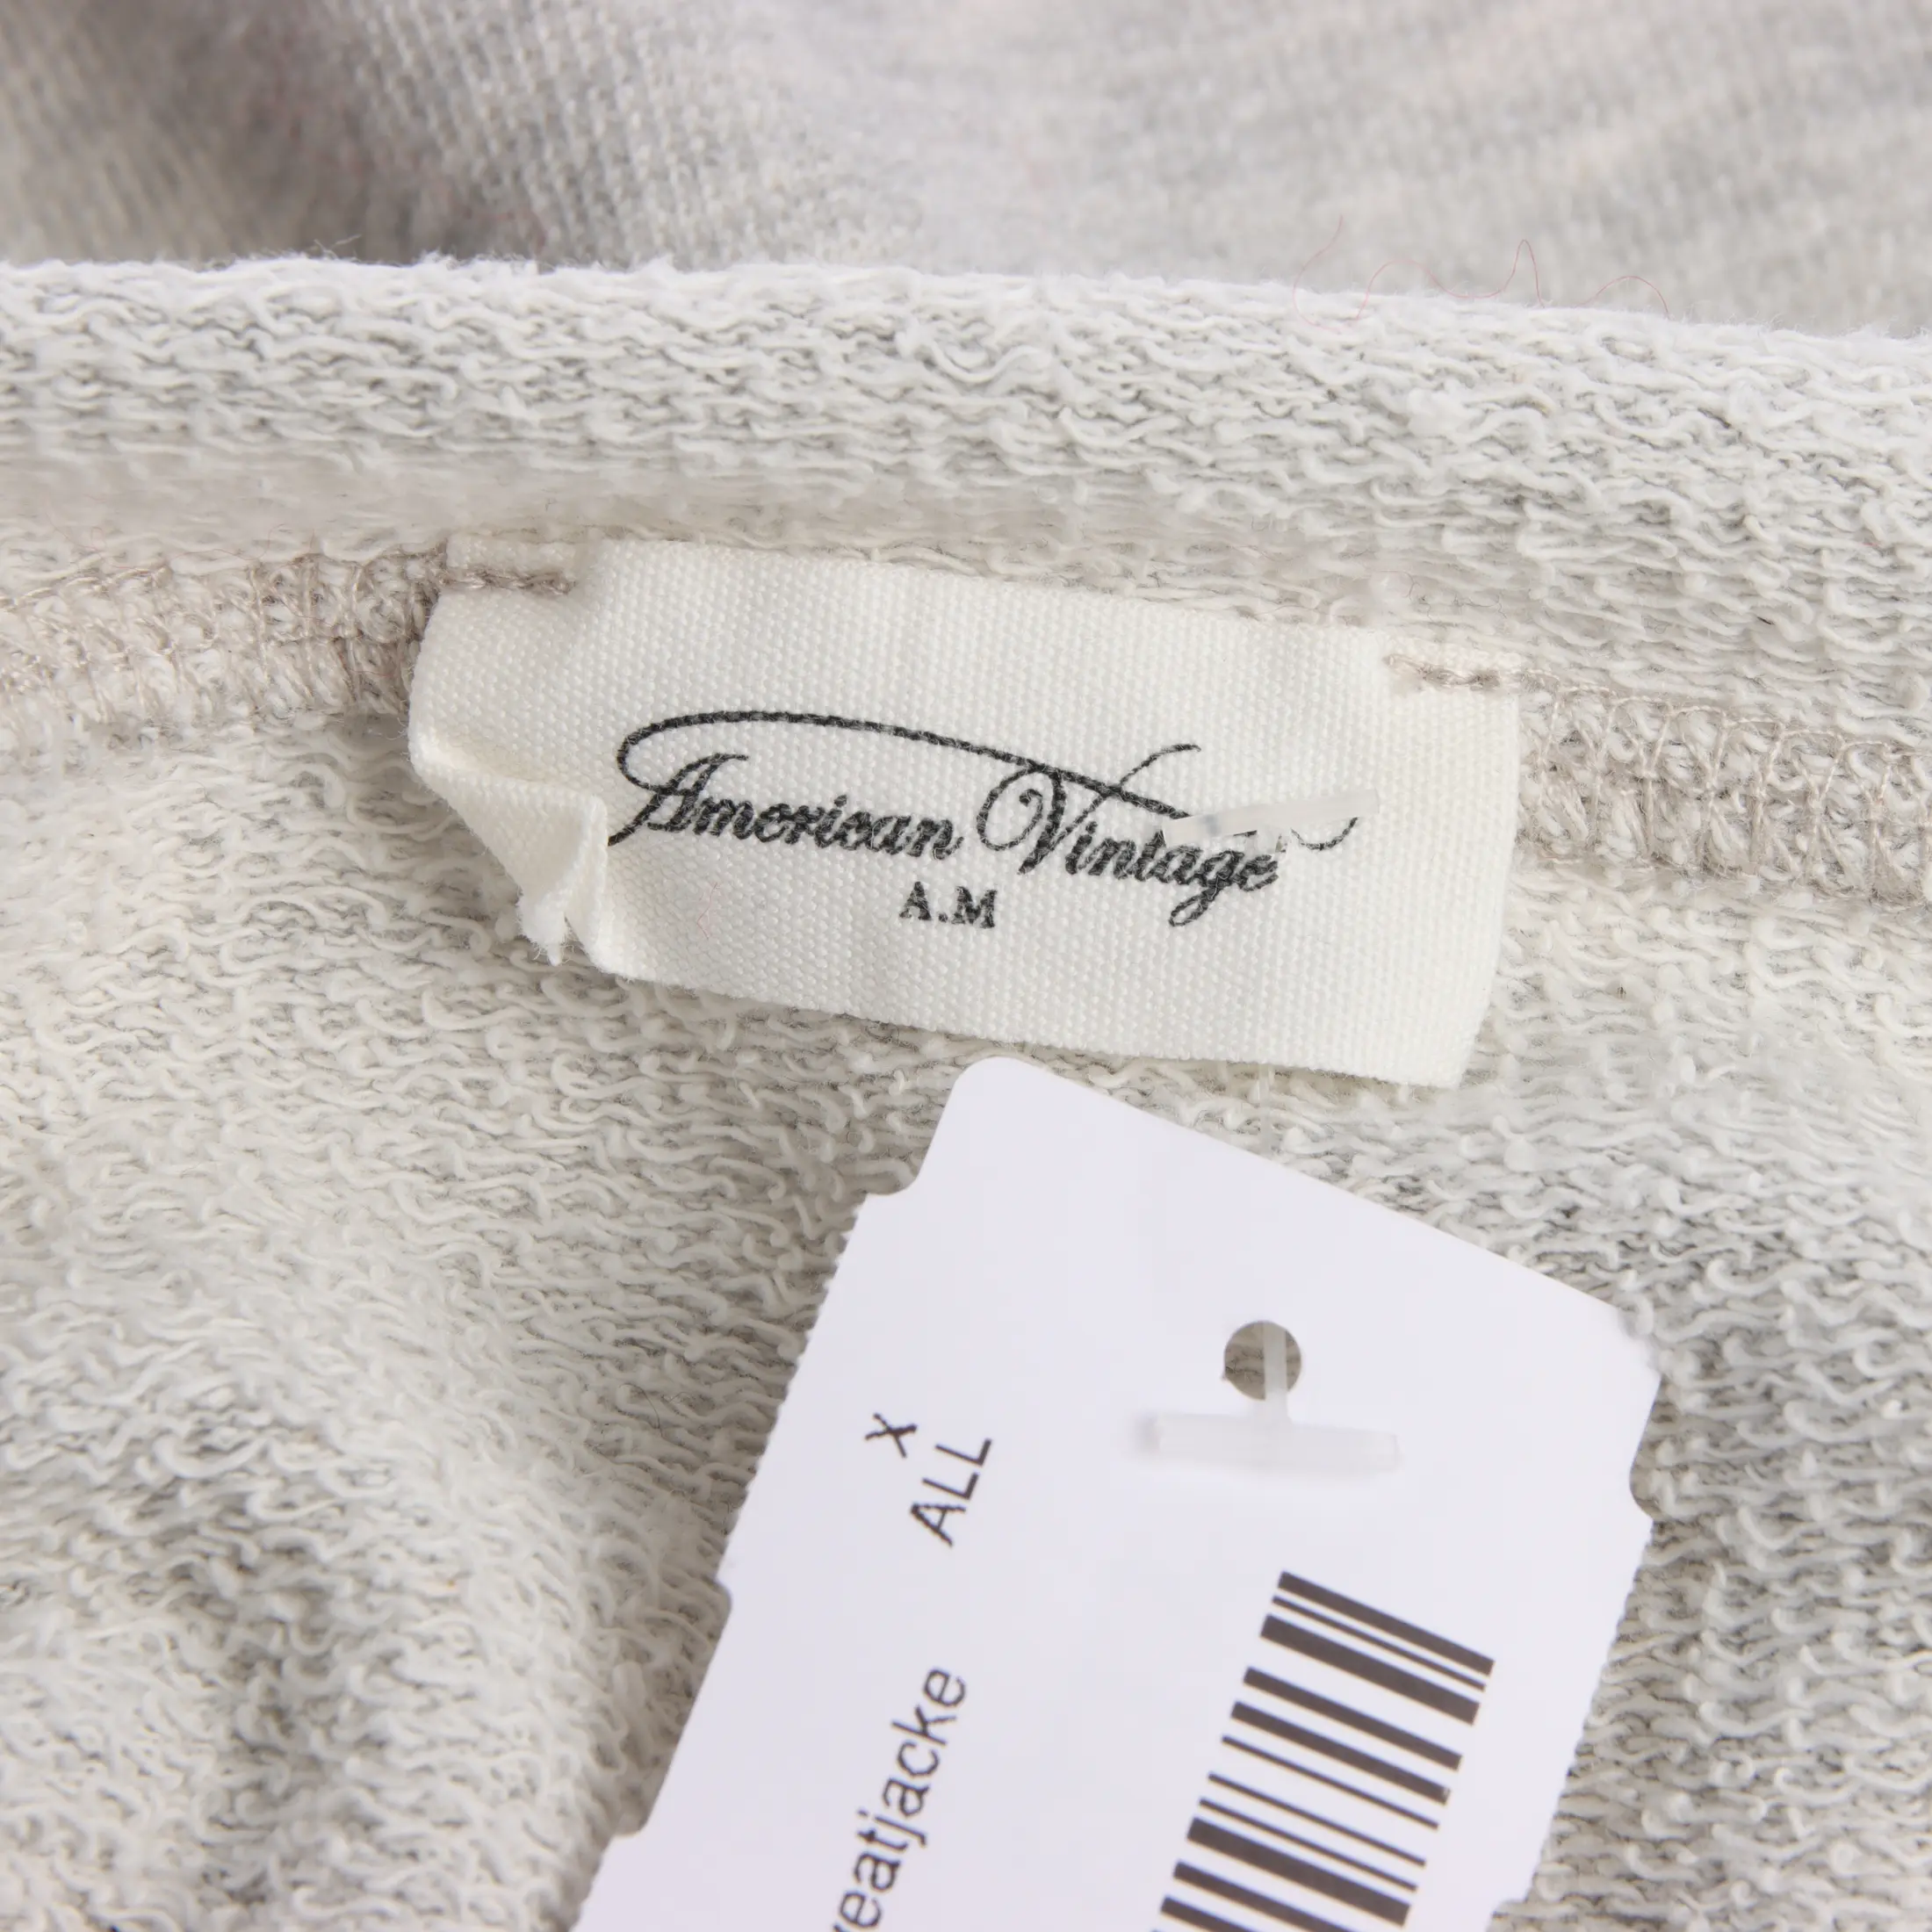 American Vintage
A.M
X
ALL
eatjacke